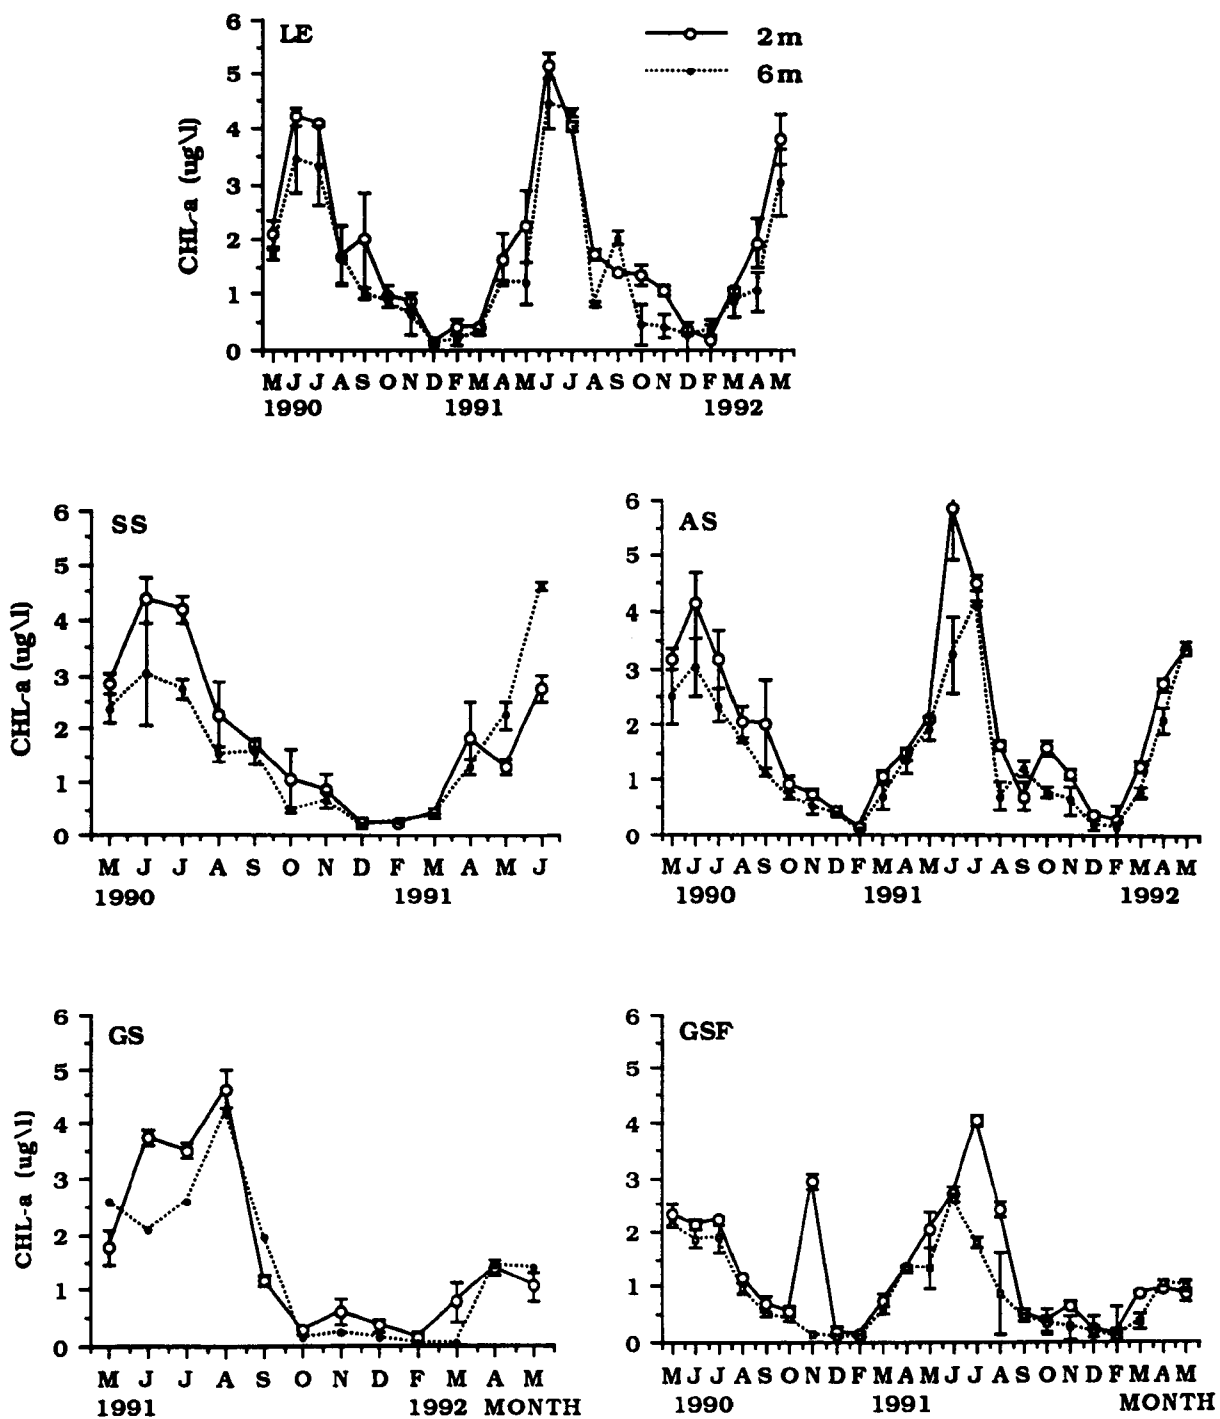 LE
2m
6m
CHL-a (ug\l)
6
5
4
3
2
1
0
M J J A S O N D F M A M J J A S O N D F M A M
1990 1991 1992
SS
CHL-a (ug\l)
6
5
4
3
2
1
0
M J J A S O N D F M A M J
1990 1991
AS
6
5
4
3
2
1
0
M J J A S O N D F M A M J J A S O N D F M A M
1990 1991 1992
GS
CHL-a (ug\l)
6
5
4
3
2
1
0
M J J A S O N D F M A M
1991 1992 MONTH
GSF
6
5
4
3
2
1
0
M J J A S O N D F M A M J J A S O N D F M A M
1990 1991 MONTH